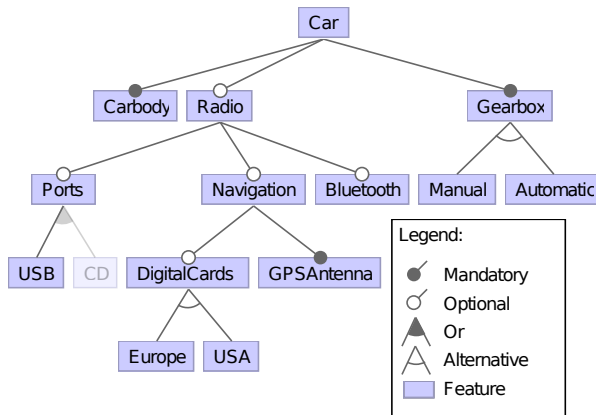 Car
Carbody Radio Gearbox
Ports Navigation Bluetooth Manual Automatic
USB CD DigitalCards GPSAntenna
Europe USA
Legend:
Mandatory
Optional
Or
Alternative
Feature